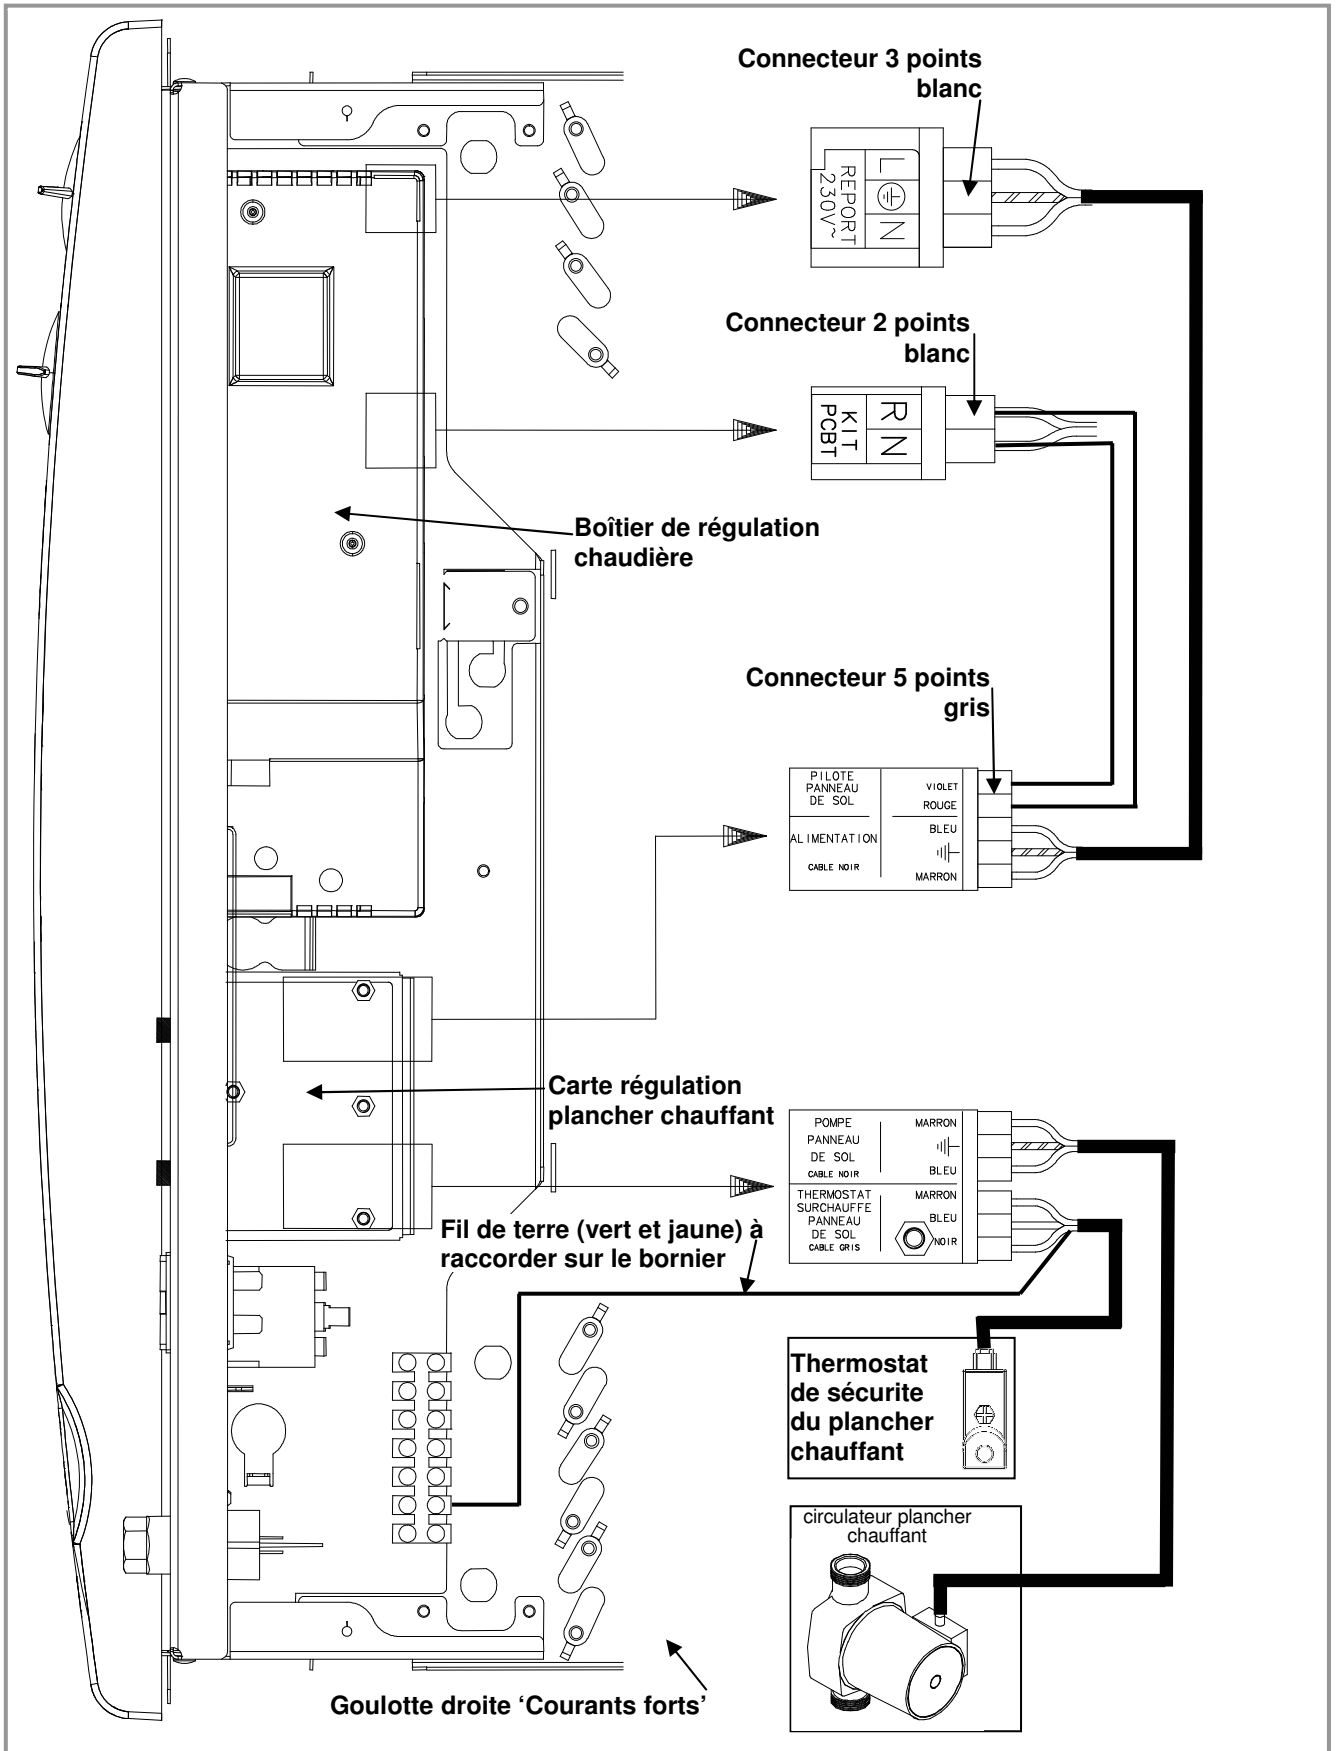 Connecteur 3 points
blanc
L N
REPORT
230V~
Connecteur 2 points
blanc
R N
KIT
PCBT
Boîtier de régulation
chaudière
Connecteur 5 points
gris
PILOTE
PANNEAU
DE SOL
VIOLET
ROUGE
ALIMENTATION
CABLE NOIR
BLEU
MARRON
Carte régulation
plancher chauffant
POMPE
PANNEAU
DE SOL
CABLE NOIR
MARRON
BLEU
THERMOSTAT
SURCHAUFFE
PANNEAU
DE SOL
CABLE GRIS
MARRON
BLEU
NOIR
Fil de terre (vert et jaune) à
raccorder sur le bornier
Thermostat
de sécurite
du plancher
chauffant
circulateur plancher
chauffant
Goulotte droite ‘Courants forts’